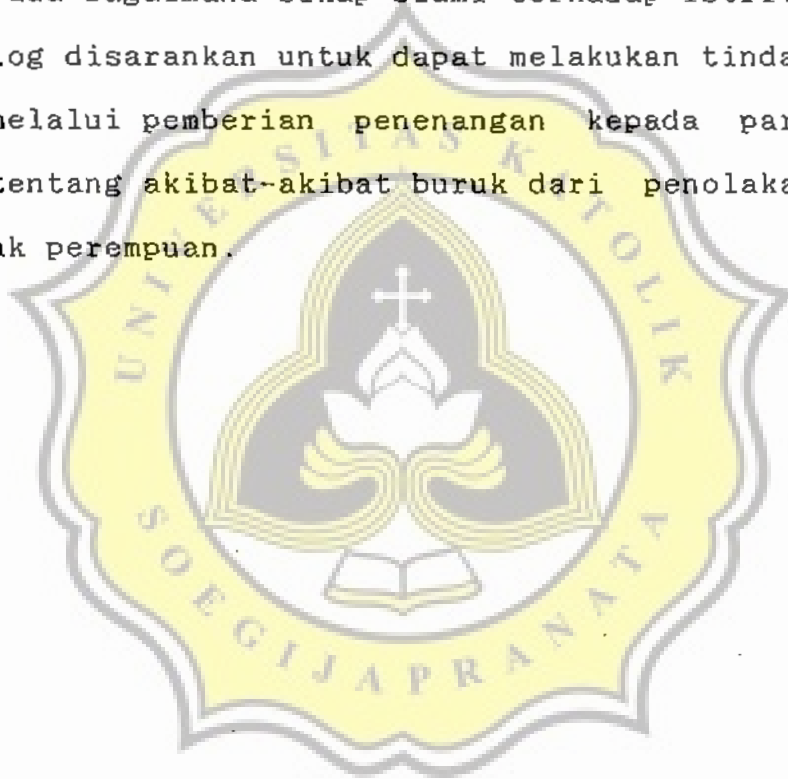 log disarankan untuk dapat melakukan tinda
melalui pemberian penenangan kepada par
tentang akibat-akibat buruk dari penolaka
ak perempuan.
UNIVERSITAS KATOLIK
SOEGIJAPRANATA